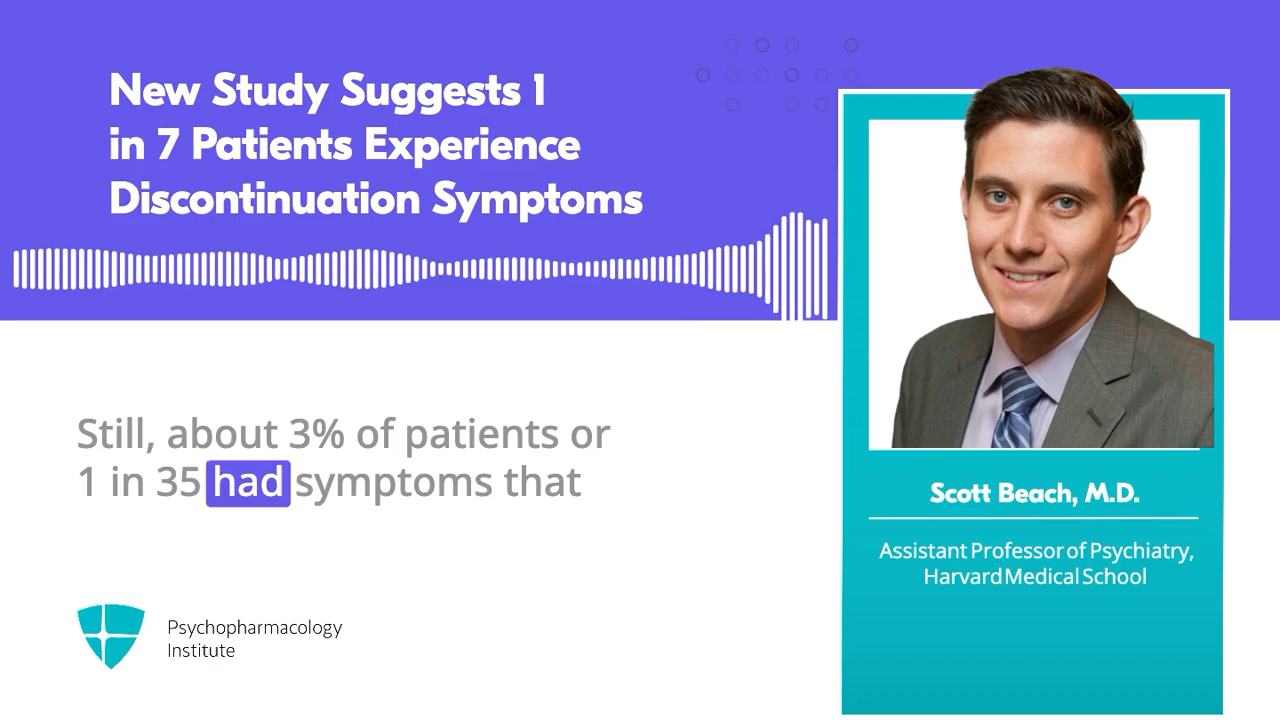 New Study Suggests 1
in 7 Patients Experience
Discontinuation Symptoms
Still, about 3% of patients or
1 in 35 had symptoms that
Psychopharmacology
Institute
Scott Beach, M.D.
Assistant Professor of Psychiatry,
Harvard Medical School